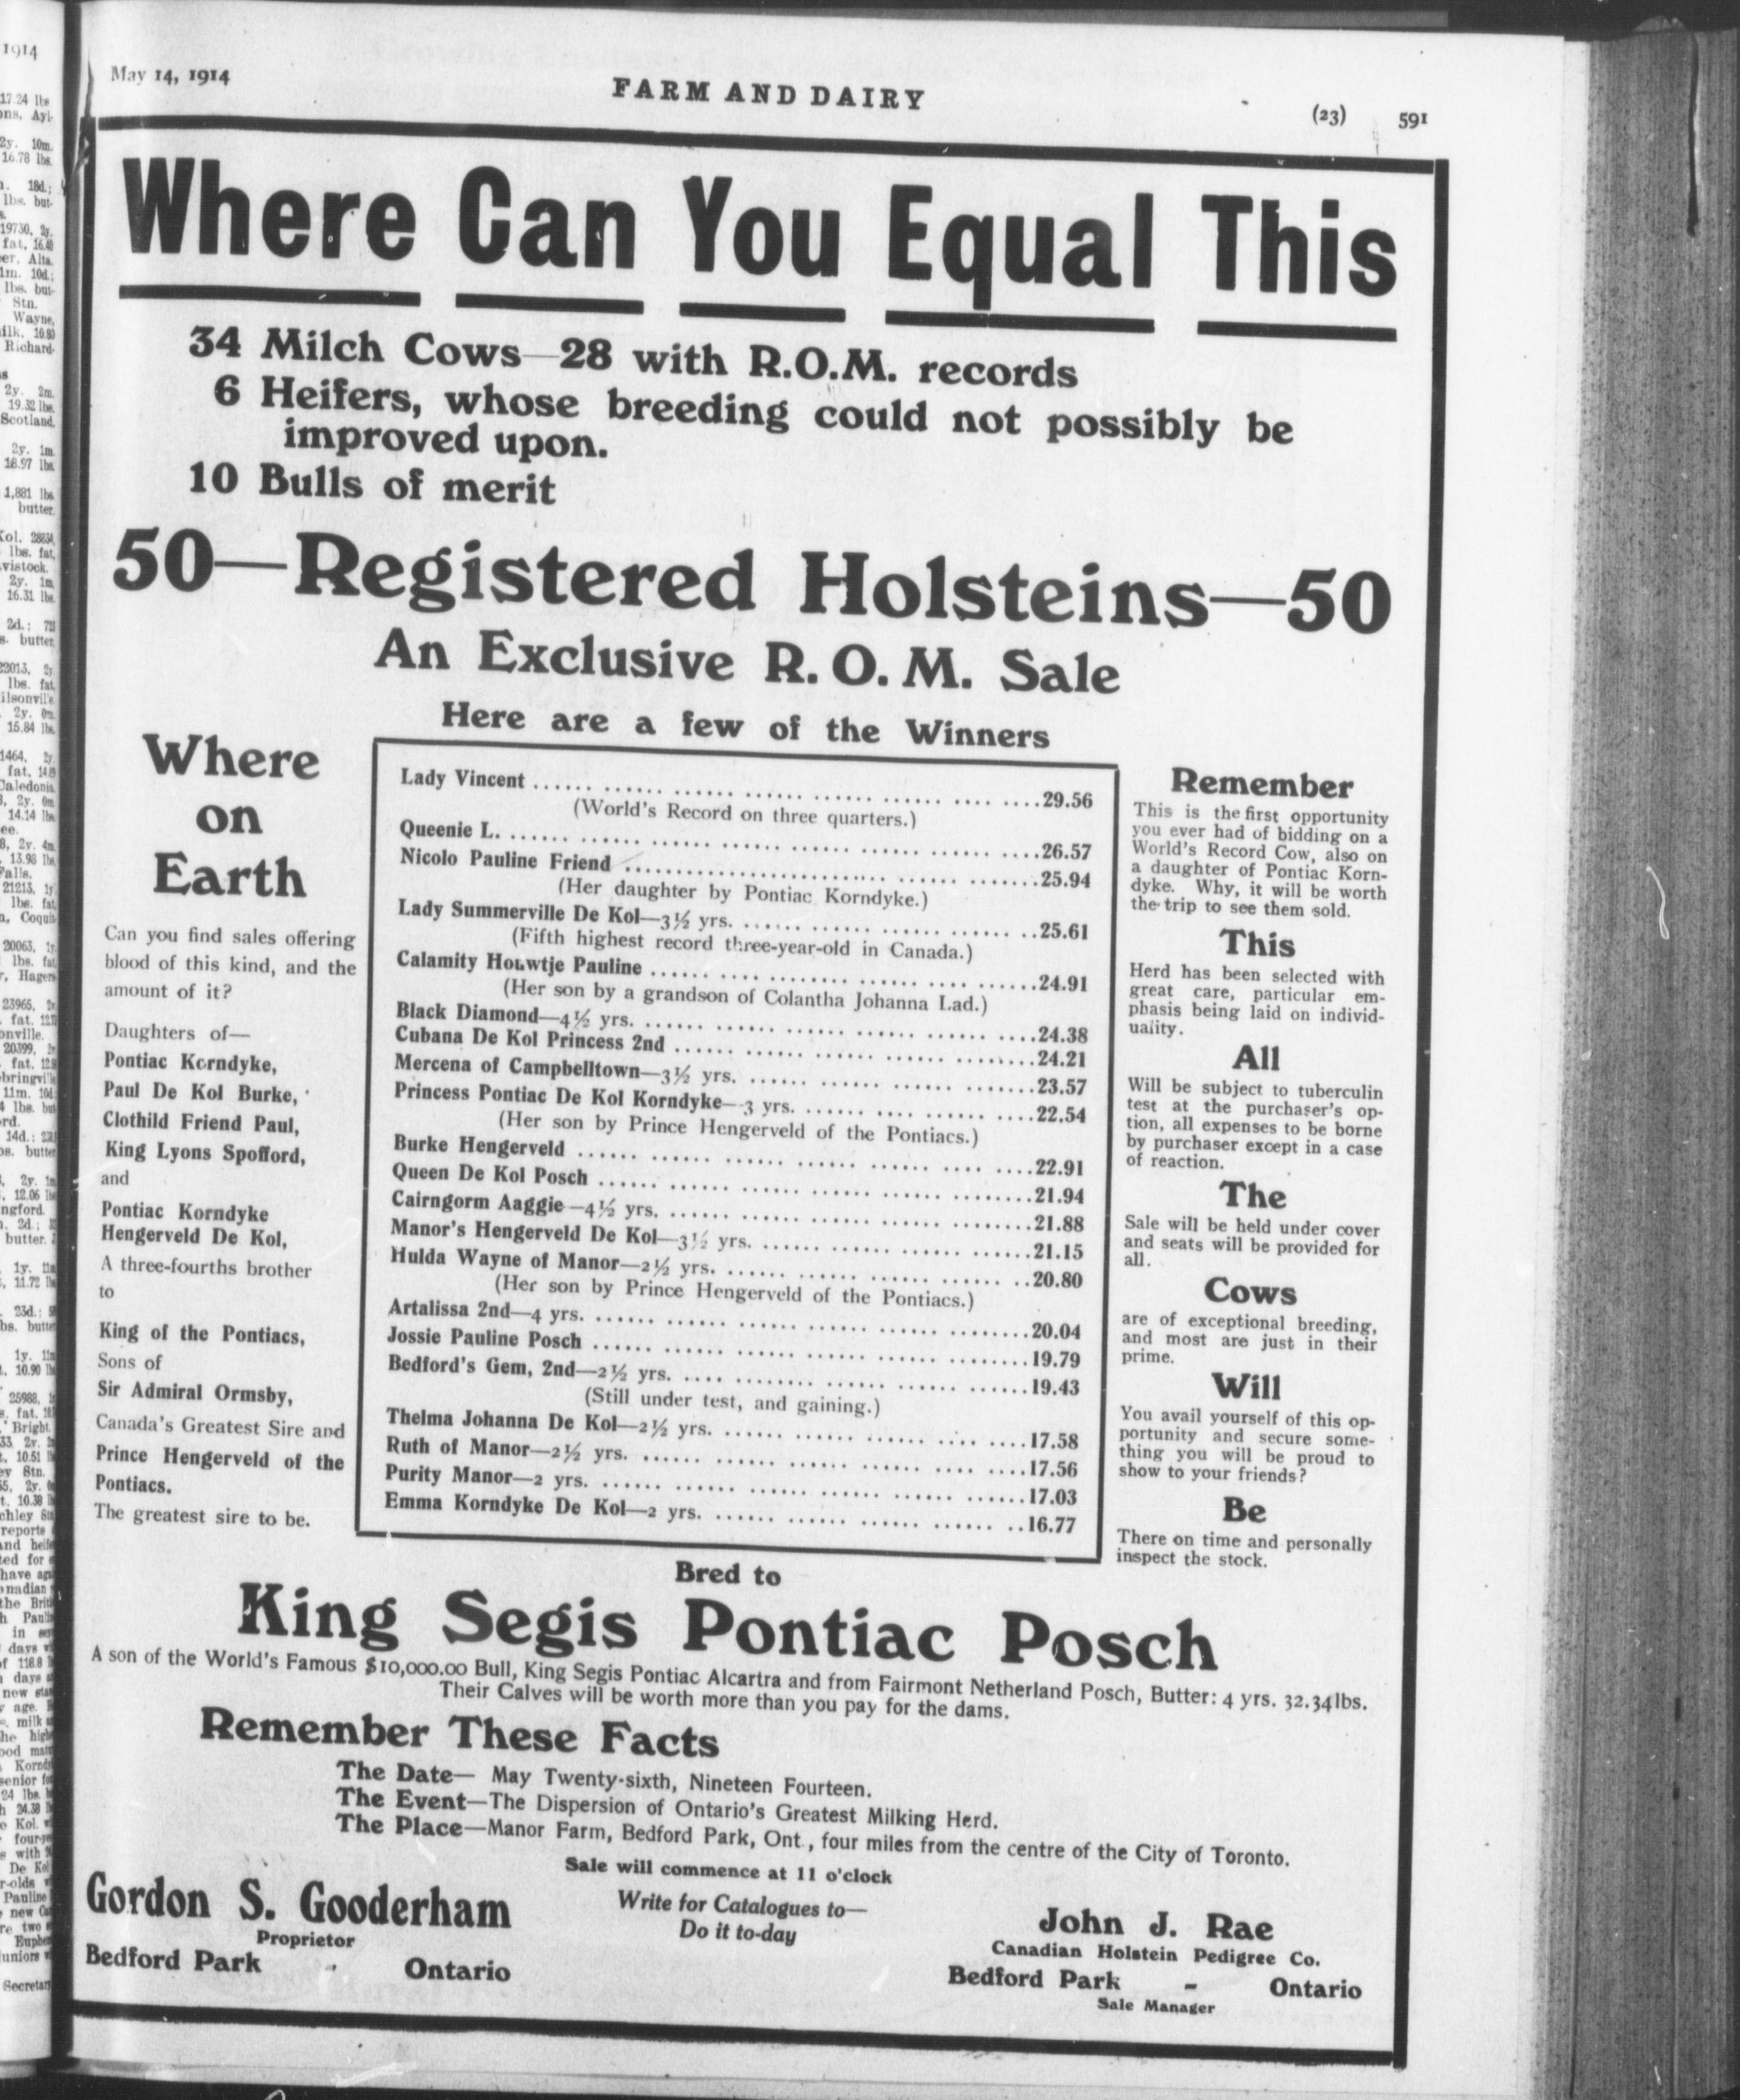 May 14, 1914
FARM AND DAIRY
(23) 591
Where Can You Equal This
34 Milch Cows—28 with R.O.M. records
6 Heifers, whose breeding could not possibly be
improved upon.
10 Bulls of merit
50—Registered Holsteins—50
An Exclusive R. O. M. Sale
Here are a few of the Winners
Where
on
Earth
Can you find sales offering
blood of this kind, and the
amount of it?
Daughters of—
Pontiac Korndyke,
Paul De Kol Burke,
Clothild Friend Paul,
King Lyons Spofford,
and
Pontiac Korndyke
Hengerveld De Kol,
A three-fourths brother
to
King of the Pontiacs,
Sons of
Sir Admiral Ormsby,
Canada's Greatest Sire and
Prince Hengerveld of the
Pontiacs.
The greatest sire to be.
Lady Vincent ........ 29.56
(World's Record on three quarters.)
Queenie L. ........ 26.57
Nicolo Pauline Friend ........ 25.94
(Her daughter by Pontiac Korndyke.)
Lady Summerville De Kol—3½ yrs. ........ 25.61
(Fifth highest record three-year-old in Canada.)
Calamity Houwtje Pauline ........ 24.91
(Her son by a grandson of Colantha Johanna Lad.)
Black Diamond—4½ yrs. ........ 24.38
Cubana De Kol Princess 2nd ........ 24.21
Mercena of Campbelltown—3½ yrs. ........ 23.57
Princess Pontiac De Kol Korndyke—3 yrs. ........ 22.54
(Her son by Prince Hengerveld of the Pontiacs.)
Burke Hengerveld ........ 22.91
Queen De Kol Posch ........ 21.94
Cairngorm Aaggie—4½ yrs. ........ 21.88
Manor's Hengerveld De Kol—3½ yrs. ........ 21.15
Hulda Wayne of Manor—2½ yrs. ........ 20.80
(Her son by Prince Hengerveld of the Pontiacs.)
Artalissa 2nd—4 yrs. ........ 20.04
Jossie Pauline Posch ........ 19.79
Bedford's Gem, 2nd—2½ yrs. ........ 19.43
(Still under test, and gaining.)
Thelma Johanna De Kol—2½ yrs. ........ 17.58
Ruth of Manor—2½ yrs. ........ 17.56
Purity Manor—2 yrs. ........ 17.03
Emma Korndyke De Kol—2 yrs. ........ 16.77
Remember
This is the first opportunity
you ever had of bidding on a
World's Record Cow, also on
a daughter of Pontiac Korn-
dyke. Why, it will be worth
the trip to see them sold.
This
Herd has been selected with
great care, particular em-
phasis being laid on individ-
uality.
All
Will be subject to tuberculin
test at the purchaser's op-
tion, all expenses to be borne
by purchaser except in a case
of reaction.
The
Sale will be held under cover
and seats will be provided for
all.
Cows
are of exceptional breeding,
and most are just in their
prime.
Will
You avail yourself of this op-
portunity and secure some-
thing you will be proud to
show to your friends?
Be
There on time and personally
inspect the stock.
Bred to
King Segis Pontiac Posch
A son of the World's Famous $10,000.00 Bull, King Segis Pontiac Alcartra and from Fairmont Netherland Posch, Butter: 4 yrs. 32.34lbs.
Their Calves will be worth more than you pay for the dams.
Remember These Facts
The Date— May Twenty-sixth, Nineteen Fourteen.
The Event—The Dispersion of Ontario's Greatest Milking Herd.
The Place—Manor Farm, Bedford Park, Ont., four miles from the centre of the City of Toronto.
Sale will commence at 11 o'clock
Gordon S. Gooderham
Proprietor
Bedford Park - Ontario
Write for Catalogues to—
Do it to-day
John J. Rae
Canadian Holstein Pedigree Co.
Bedford Park - Ontario
Sale Manager